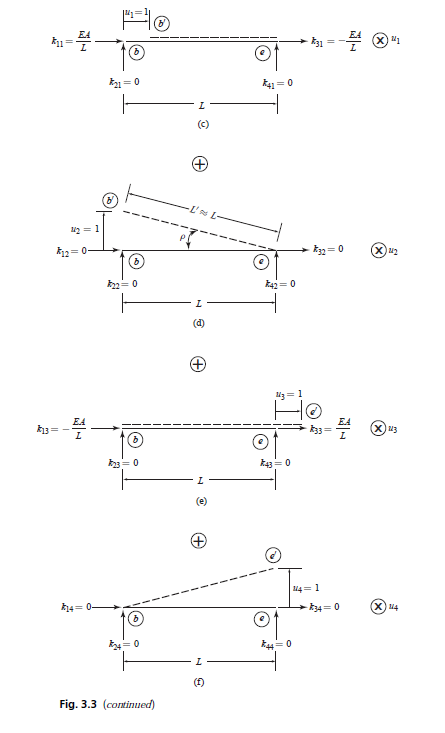 u₁ = 1 b′
k₁₁ = EA/L b e k₃₁ = – EA/L × u₁
k₂₁ = 0 k₄₁ = 0
L
(c)
+
b′
L′ ≈ L
u₂ = 1 ρ
k₁₂ = 0 b e k₃₂ = 0 × u₂
k₂₂ = 0 k₄₂ = 0
L
(d)
+
u₃ = 1
e′
k₁₃ = – EA/L b e k₃₃ = EA/L × u₃
k₂₃ = 0 k₄₃ = 0
L
(e)
+
e′
u₄ = 1
k₁₄ = 0 b e k₃₄ = 0 × u₄
k₂₄ = 0 k₄₄ = 0
L
(f)
Fig. 3.3 (continued)